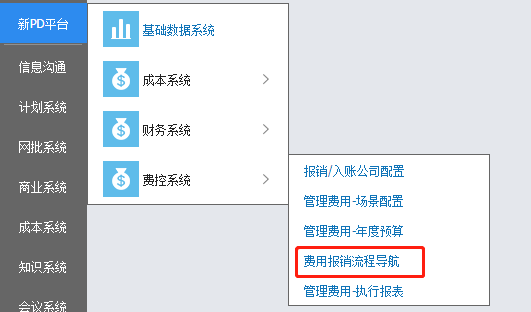 新PD平台
信息沟通
计划系统
网批系统
商业系统
成本系统
知识系统
会议系统
基础数据系统
成本系统
财务系统
费控系统
报销/入账公司配置
管理费用-场景配置
管理费用-年度预算
费用报销流程导航
管理费用-执行报表